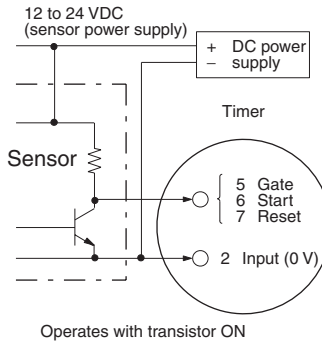 12 to 24 VDC
(sensor power supply)
+ DC power
− supply
Timer
Sensor
5 Gate
6 Start
7 Reset
2 Input (0 V)
Operates with transistor ON